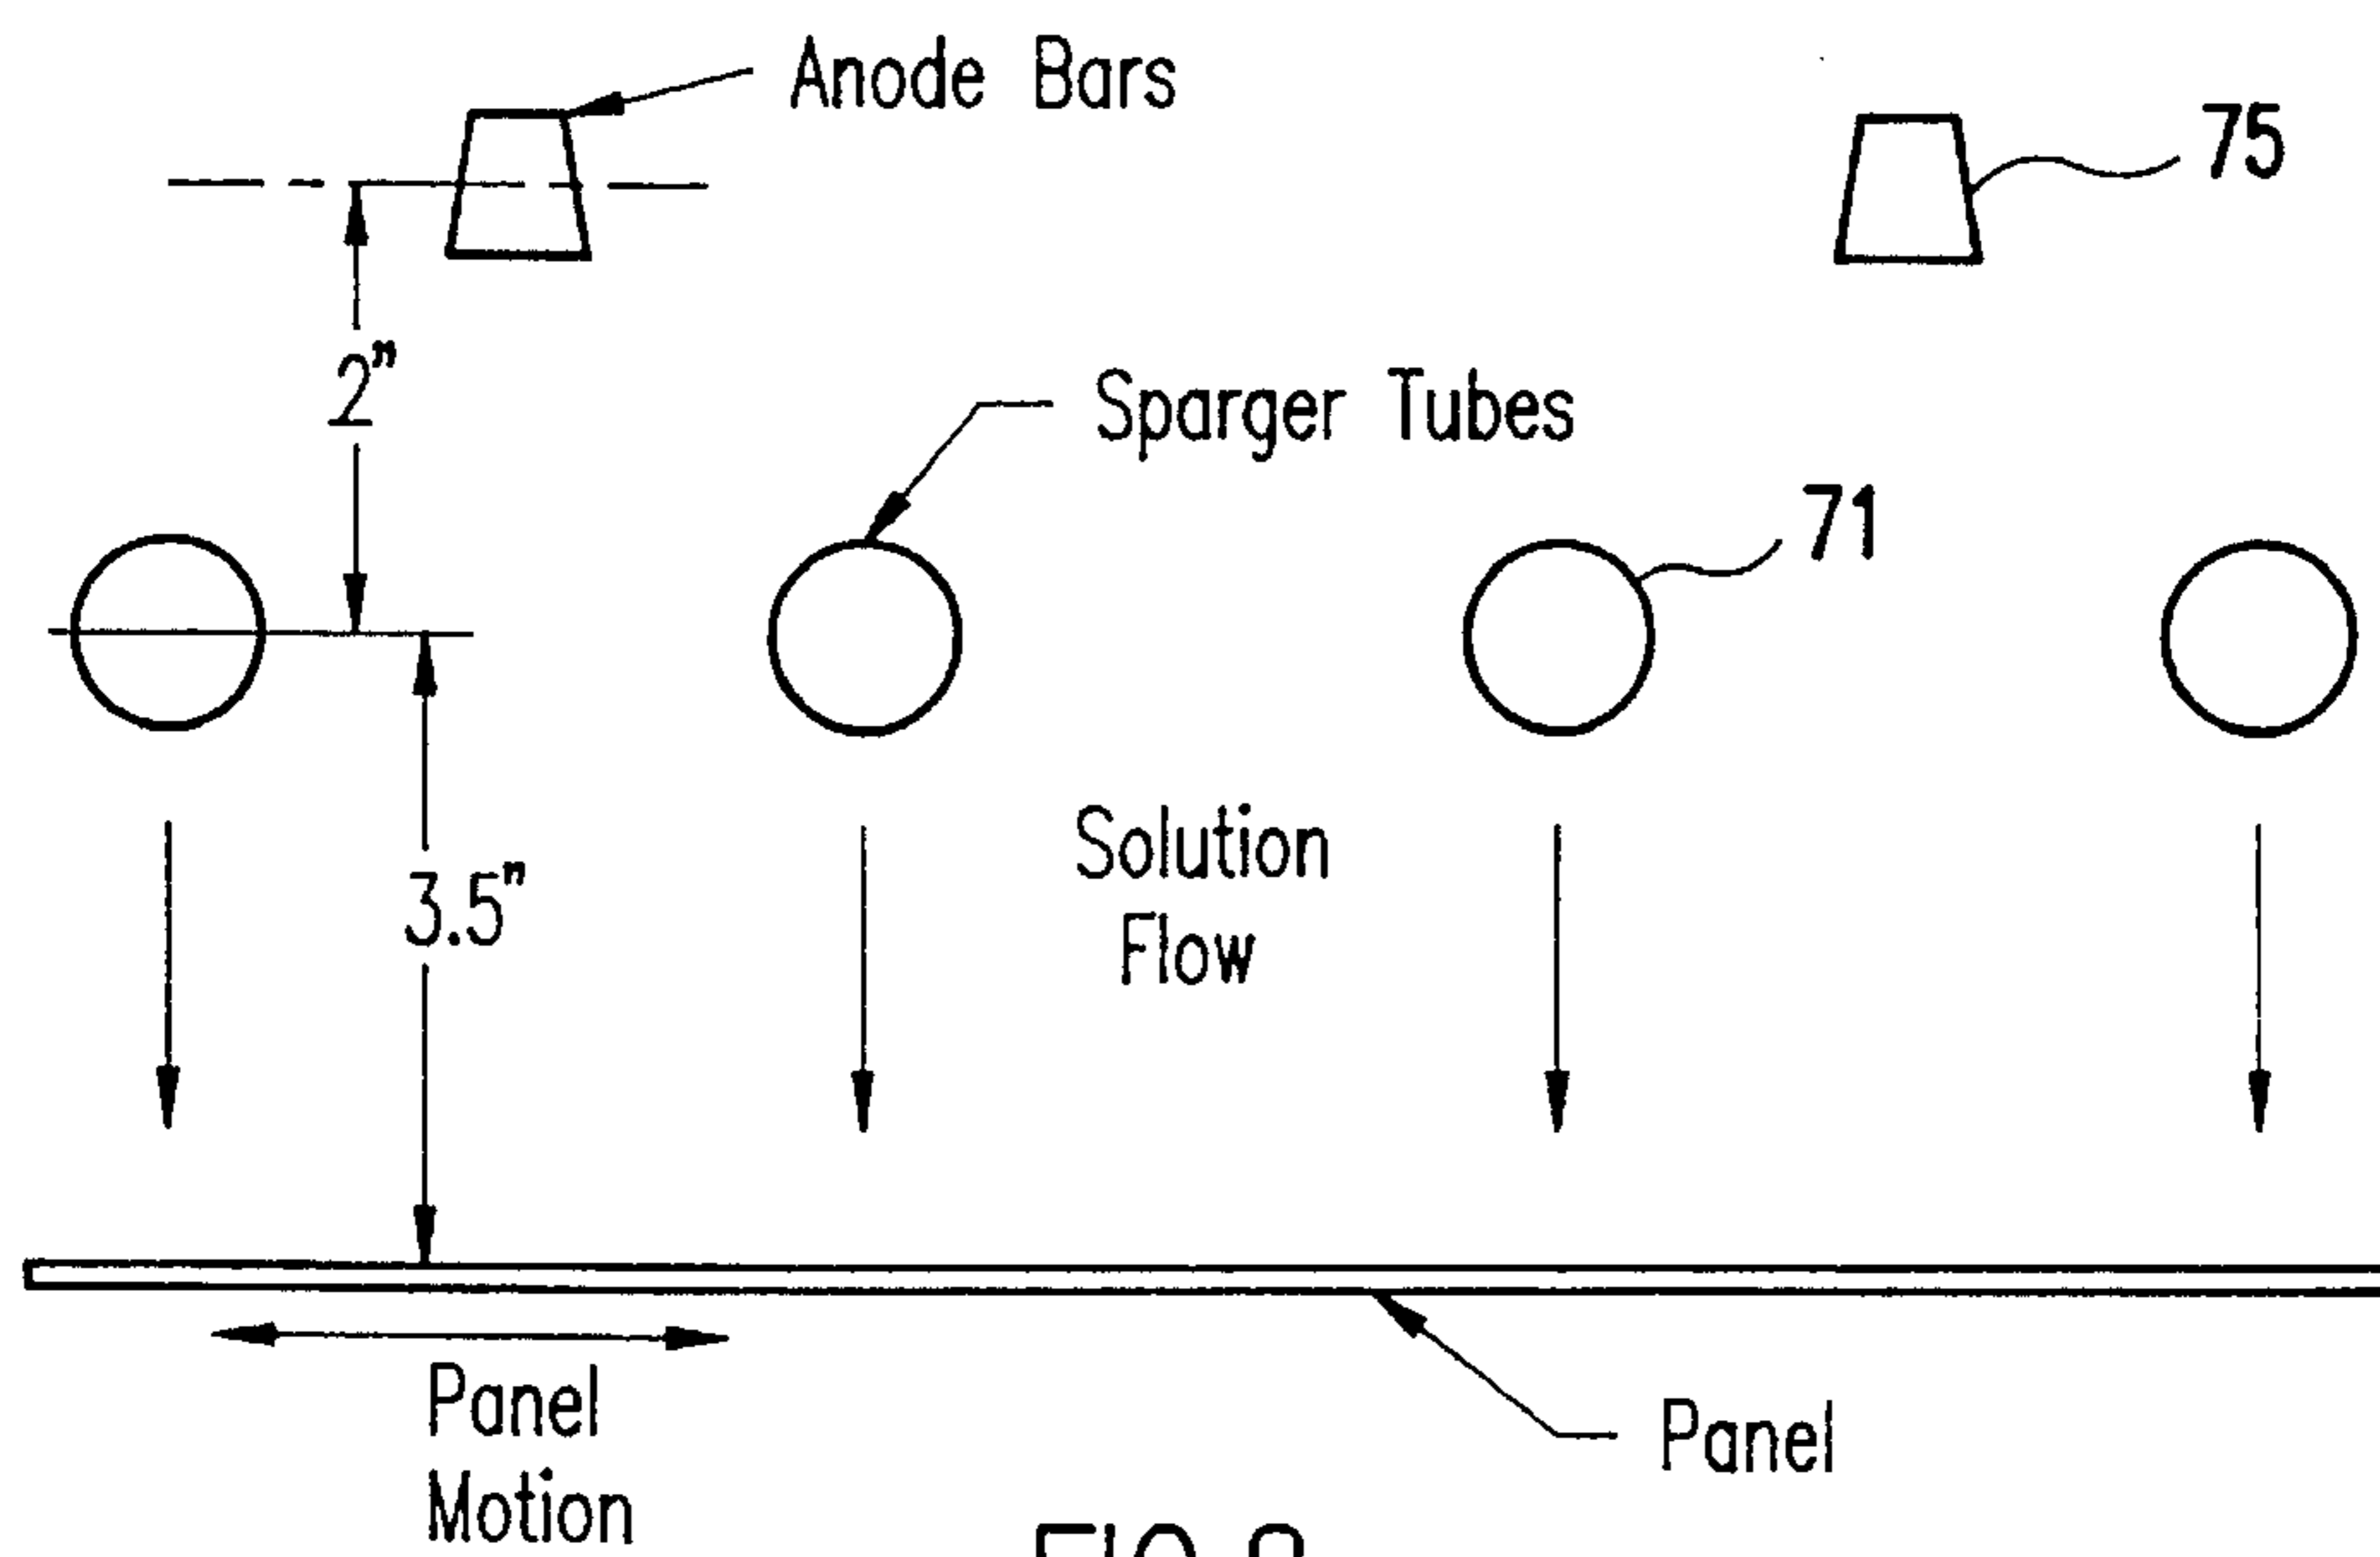 Anode Bars
75
2"
Sparger Tubes
71
Solution
Flow
3.5"
Panel
Motion
Panel